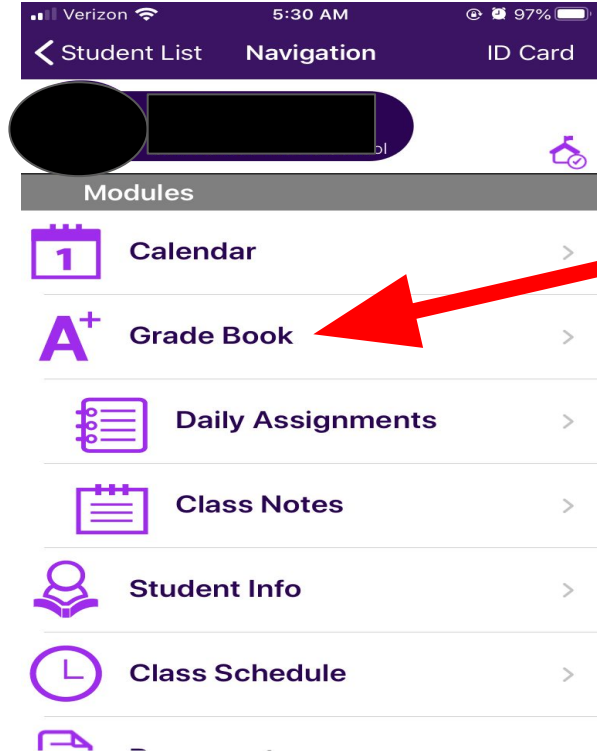 Verizon 5:30 AM 97%
Student List Navigation ID Card
ol
Modules
1 Calendar
A+ Grade Book
Daily Assignments
Class Notes
Student Info
Class Schedule